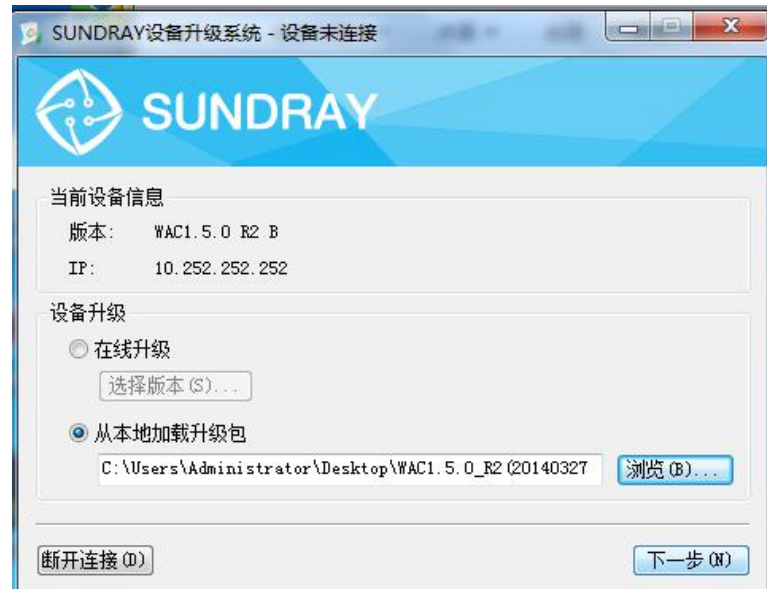 SUNDRAY设备升级系统 - 设备未连接
SUNDRAY
当前设备信息
版本: WAC1.5.0 R2 B
IP: 10.252.252.252
设备升级
在线升级
选择版本(S)...
从本地加载升级包
C:\Users\Administrator\Desktop\WAC1.5.0_R2(20140327
浏览(B)...
断开连接(D)
下一步(N)